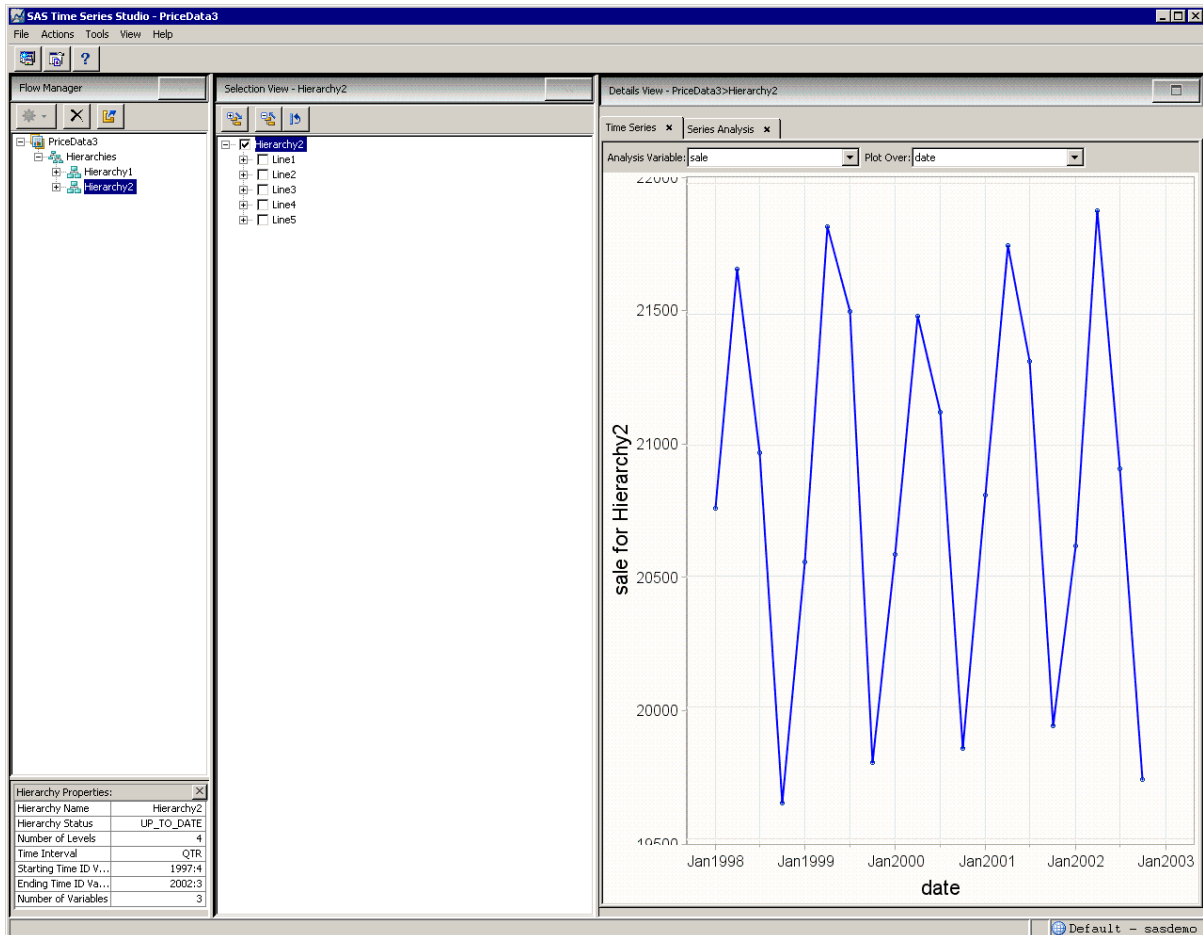 SAS Time Series Studio - PriceData3
File Actions Tools View Help
Flow Manager
PriceData3
Hierarchies
Hierarchy1
Hierarchy2
Hierarchy Properties:
Hierarchy Name Hierarchy2
Hierarchy Status UP_TO_DATE
Number of Levels 4
Time Interval QTR
Starting Time ID V... 1997:4
Ending Time ID Va... 2002:3
Number of Variables 3
Selection View - Hierarchy2
Hierarchy2
Line1
Line2
Line3
Line4
Line5
Details View - PriceData3>Hierarchy2
Time Series Series Analysis
Analysis Variable: sale Plot Over: date
sale for Hierarchy2
22000
21500
21000
20500
20000
19500
Jan1998 Jan1999 Jan2000 Jan2001 Jan2002 Jan2003
date
Default - sasdemo